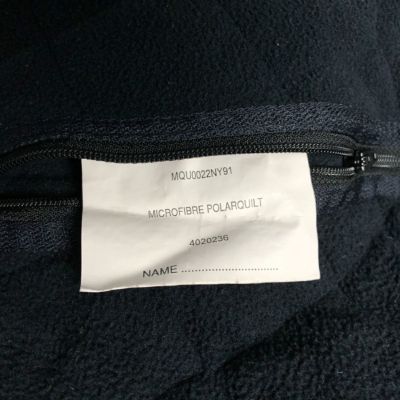 MQU0022NY91
MICROFIBRE POLARQUILT
4020236
NAME ..............................